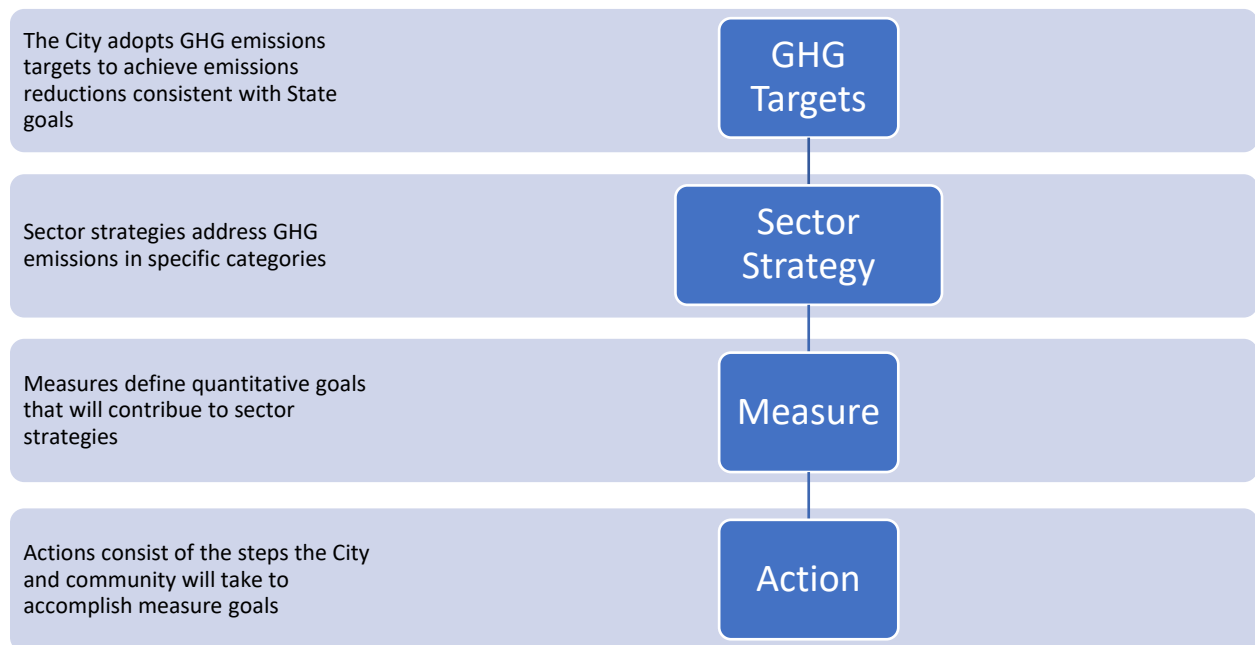 The City adopts GHG emissions
targets to achieve emissions
reductions consistent with State
goals
GHG
Targets
Sector strategies address GHG
emissions in specific categories
Sector
Strategy
Measures define quantitative goals
that will contribue to sector
strategies
Measure
Actions consist of the steps the City
and community will take to
accomplish measure goals
Action